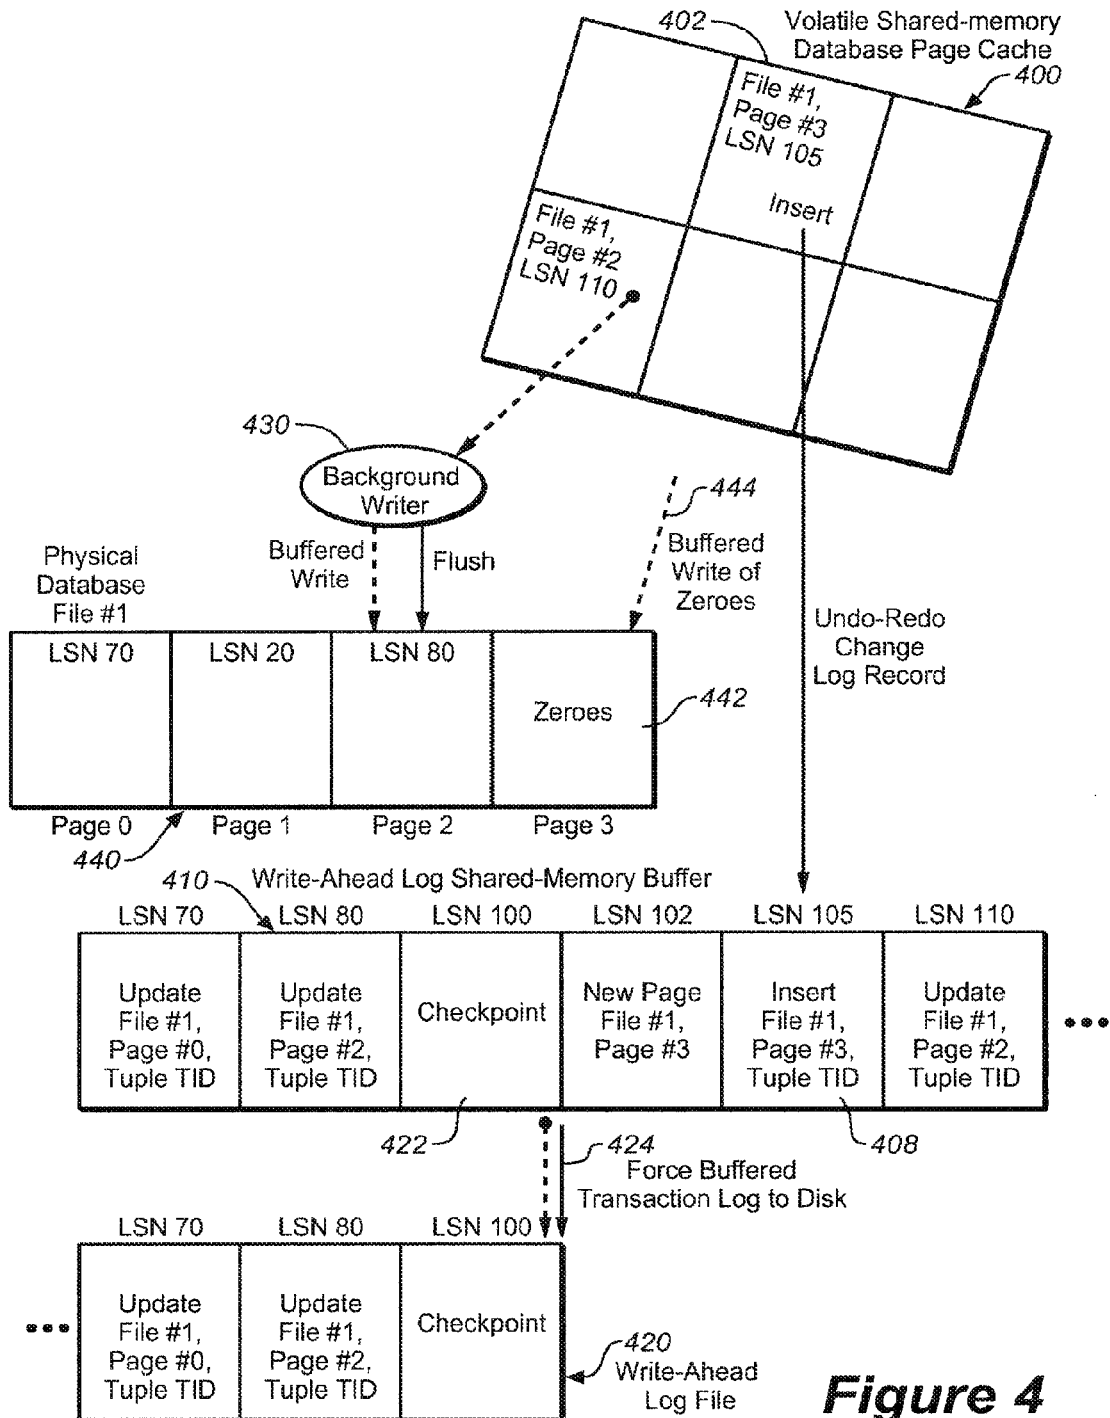 402
Volatile Shared-memory
Database Page Cache
400
File #1,
Page #3
LSN 105
Insert
File #1,
Page #2
LSN 110
430
Background
Writer
444
Buffered
Write of
Zeroes
Buffered
Write
Flush
Physical
Database
File #1
Undo-Redo
Change
Log Record
LSN 70
LSN 20
LSN 80
Zeroes
442
Page 0
Page 1
Page 2
Page 3
440
410
Write-Ahead Log Shared-Memory Buffer
LSN 70
LSN 80
LSN 100
LSN 102
LSN 105
LSN 110
Update
File #1,
Page #0,
Tuple TID
Update
File #1,
Page #2,
Tuple TID
Checkpoint
New Page
File #1,
Page #3
Insert
File #1,
Page #3,
Tuple TID
Update
File #1,
Page #2,
Tuple TID
422
424
408
Force Buffered
Transaction Log to Disk
LSN 70
LSN 80
LSN 100
Update
File #1,
Page #0,
Tuple TID
Update
File #1,
Page #2,
Tuple TID
Checkpoint
420
Write-Ahead
Log File
Figure 4